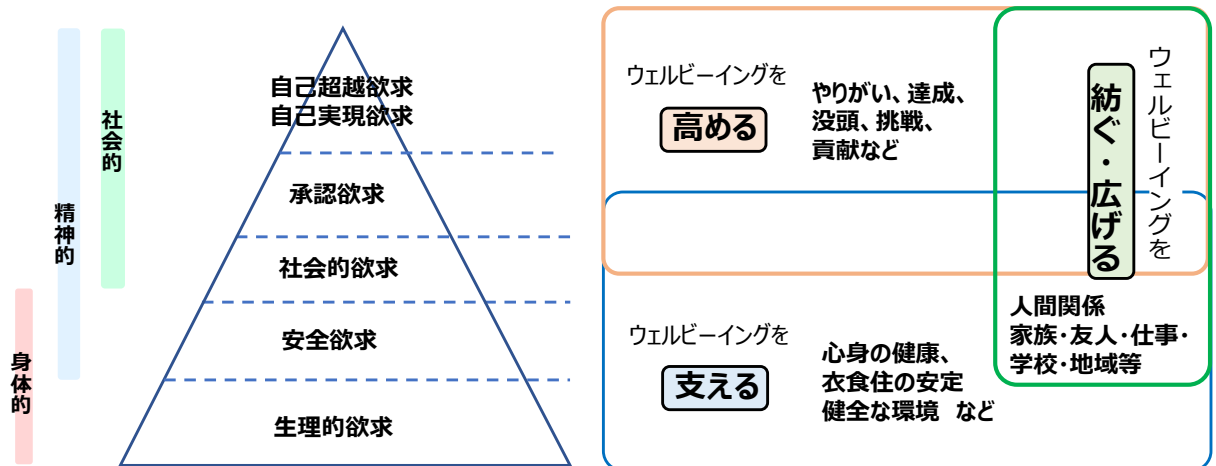 社会的
精神的
身体的
自己超越欲求
自己実現欲求
承認欲求
社会的欲求
安全欲求
生理的欲求
ウェルビーイングを
高める
やりがい、達成、
没頭、挑戦、
貢献など
ウェルビーイングを
紡ぐ・広げる
人間関係
家族・友人・仕事・
学校・地域等
ウェルビーイングを
支える
心身の健康、
衣食住の安定
健全な環境 など